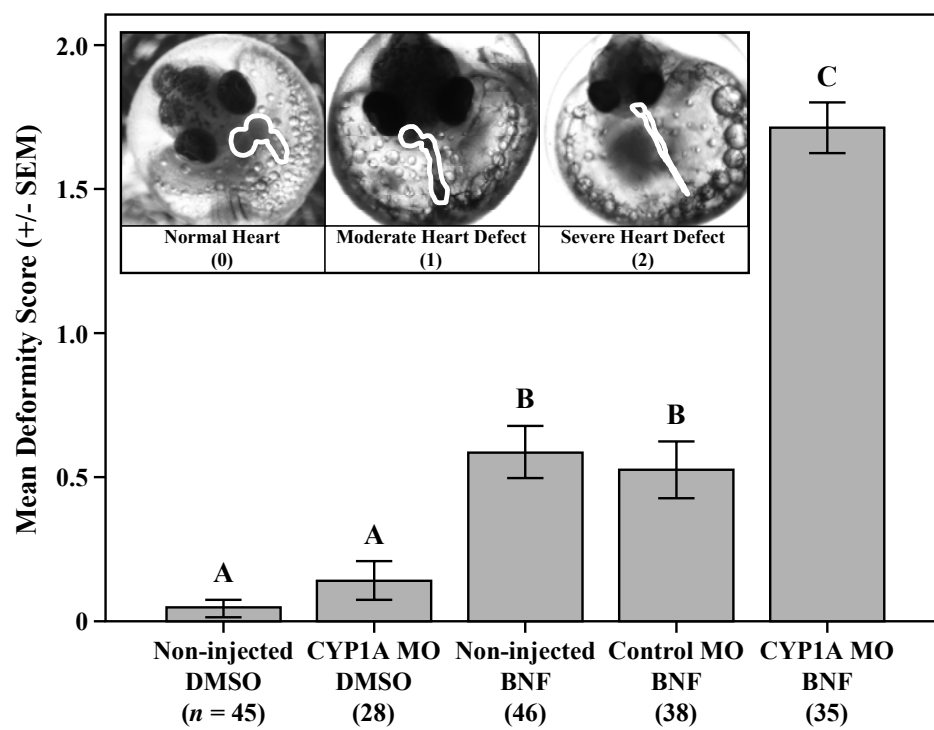 Mean Deformity Score (+/- SEM)
2.0
1.5
1.0
0.5
0
Normal Heart
(0)
Moderate Heart Defect
(1)
Severe Heart Defect
(2)
A
A
B
B
C
Non-injected
DMSO
(n = 45)
CYP1A MO
DMSO
(28)
Non-injected
BNF
(46)
Control MO
BNF
(38)
CYP1A MO
BNF
(35)